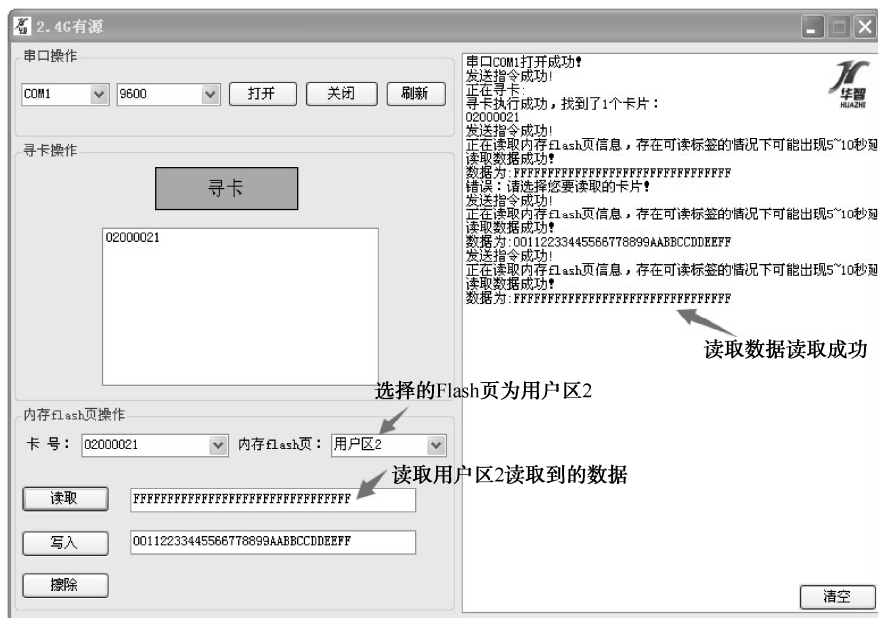 2.4G有源
串口操作
COM1 9600 打开 关闭 刷新
寻卡操作
寻卡
02000021
选择的Flash页为用户区2
内存flash页操作
卡 号： 02000021 内存flash页： 用户区2
读取用户区2读取到的数据
读取 FFFFFFFFFFFFFFFFFFFFFFFFFFFFFFFF
写入 00112233445566778899AABBCCDDEEFF
擦除
串口COM1打开成功!
发送指令成功!
正在寻卡:
寻卡执行成功，找到了1个卡片：
02000021
发送指令成功!
正在读取内存flash页信息，存在可读标签的情况下可能出现5~10秒延
读取数据成功!
数据为:FFFFFFFFFFFFFFFFFFFFFFFFFFFFFFFF
错误：请选择您要读取的卡片!
发送指令成功!
正在读取内存flash页信息，存在可读标签的情况下可能出现5~10秒延
读取数据成功!
数据为:00112233445566778899AABBCCDDEEFF
发送指令成功!
正在读取内存flash页信息，存在可读标签的情况下可能出现5~10秒延
读取数据成功!
数据为:FFFFFFFFFFFFFFFFFFFFFFFFFFFFFFFF
读取数据读取成功
华智
HUAZHI
清空